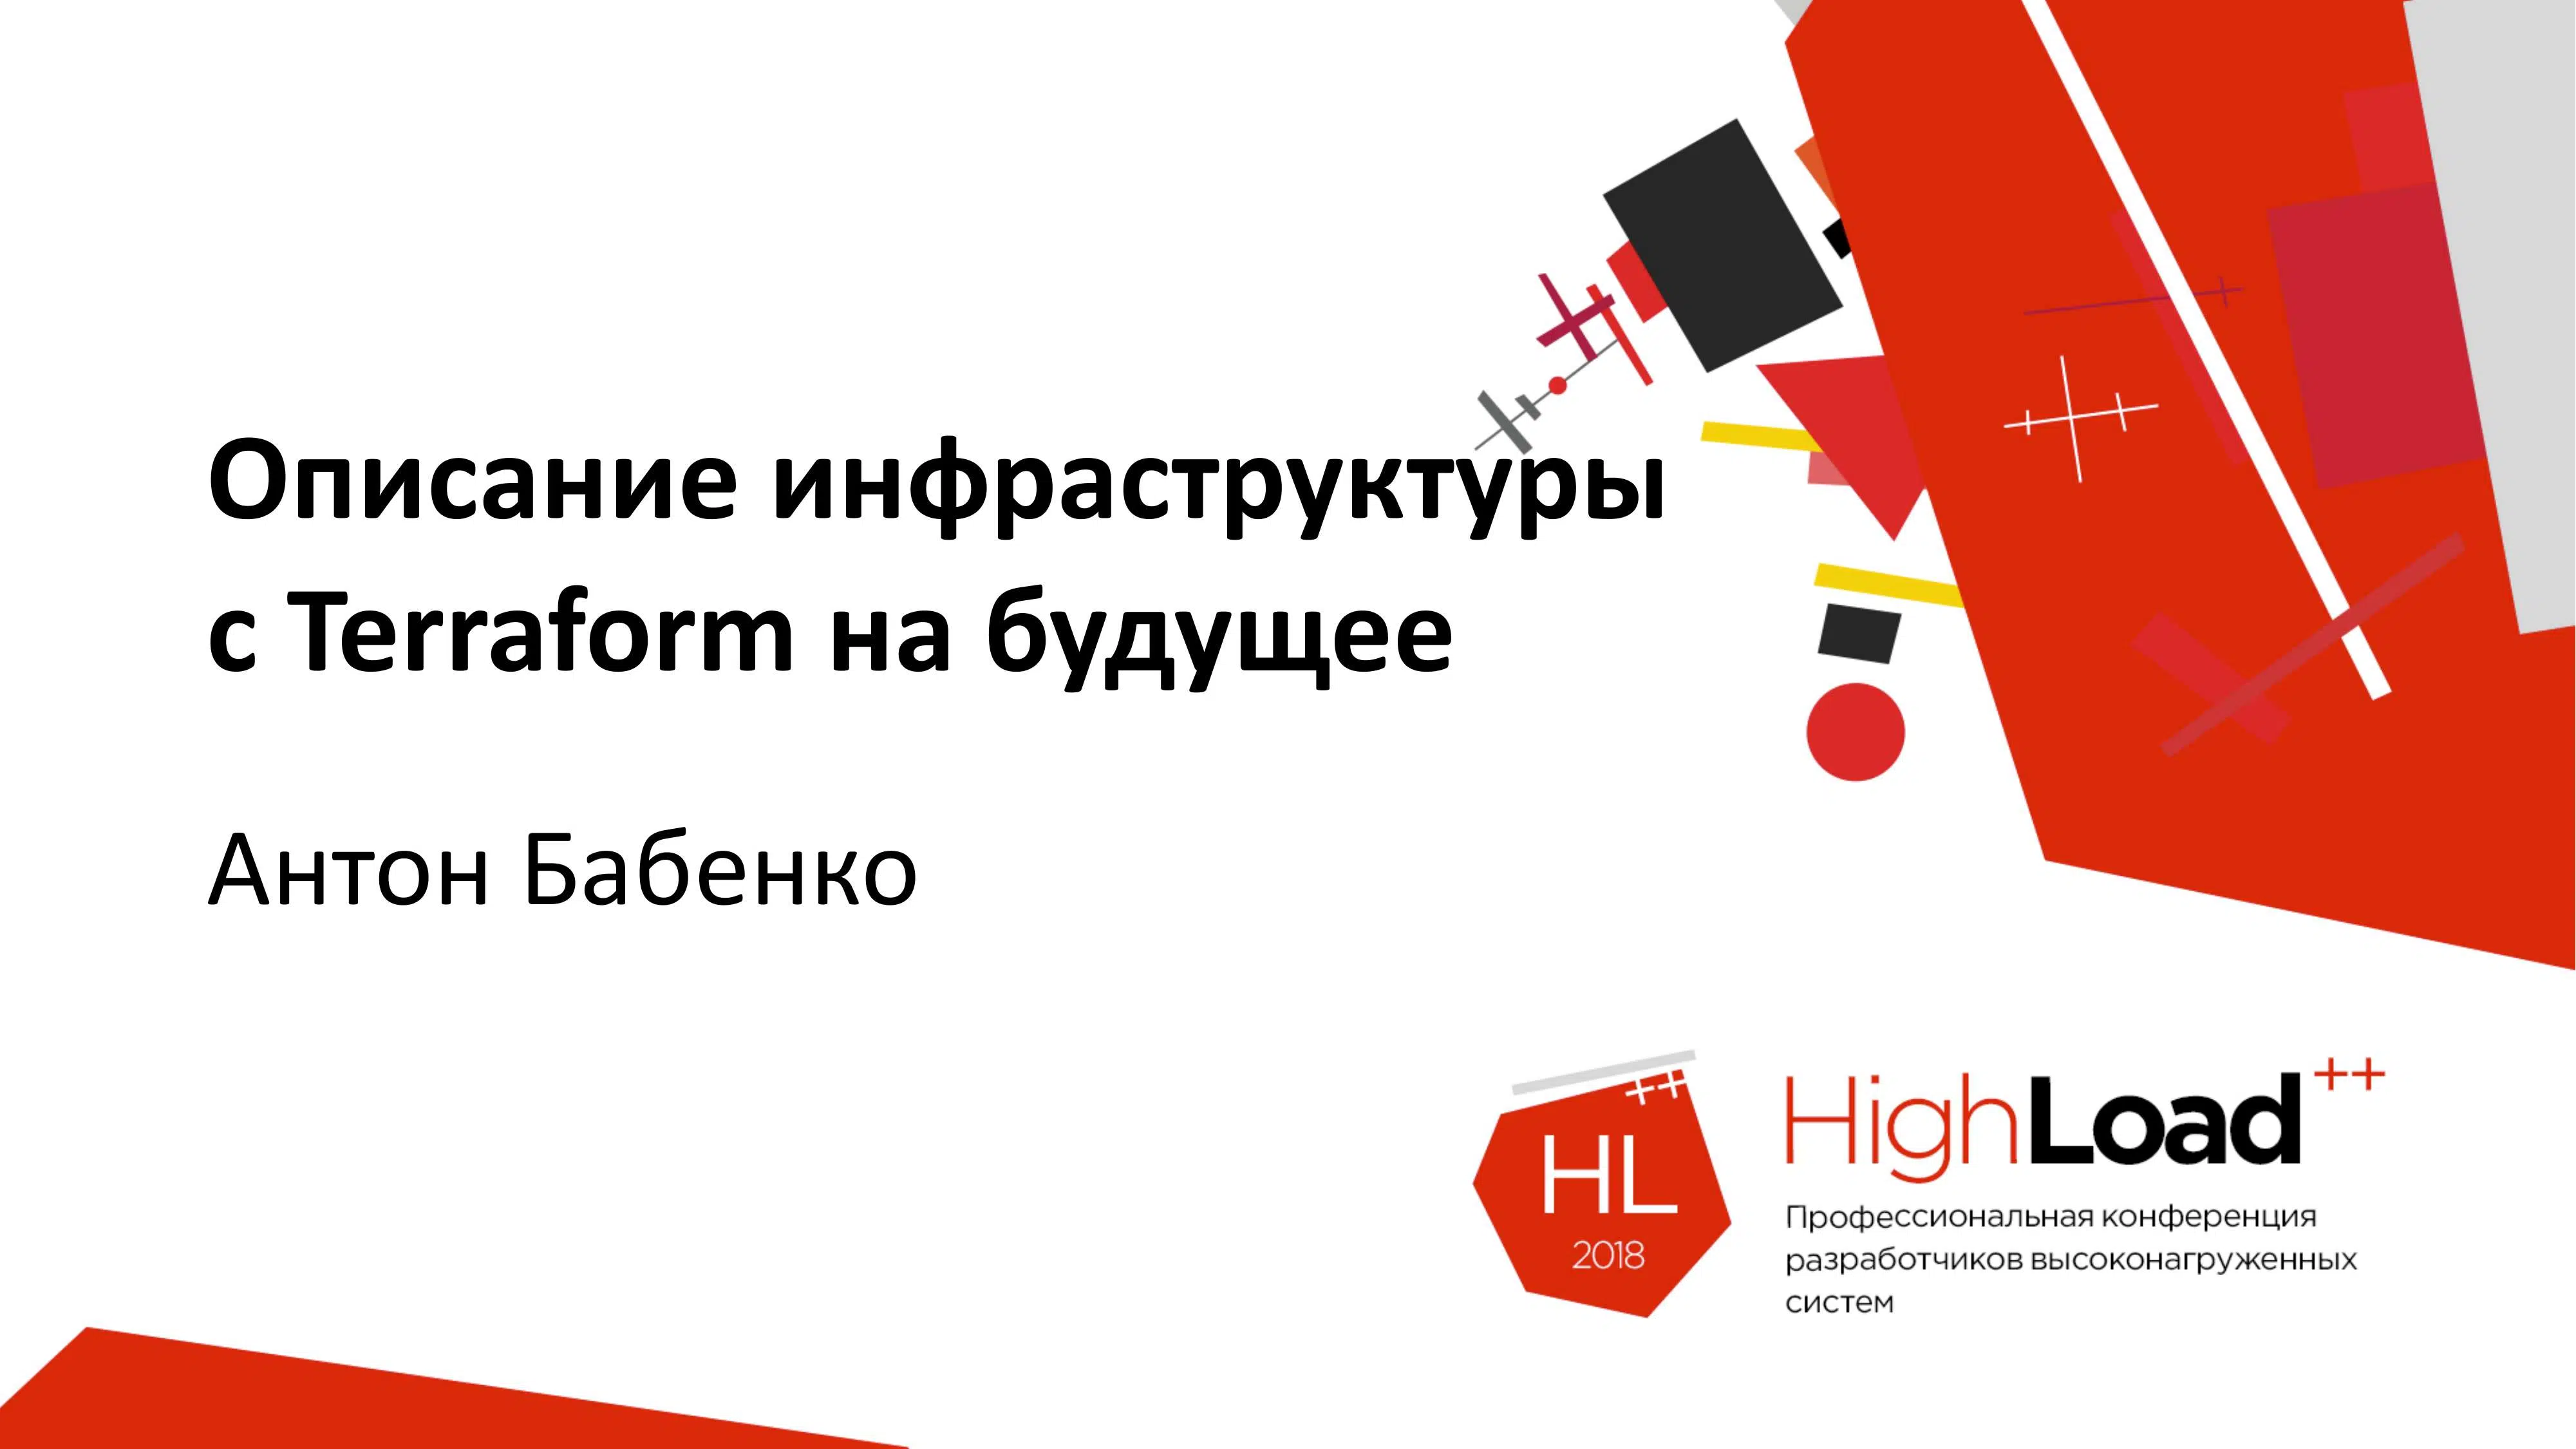 Описание инфраструктуры
с Terraform на будущее
Антон Бабенко
++
HL
2018
HighLoad++
Профессиональная конференция
разработчиков высоконагруженных
систем